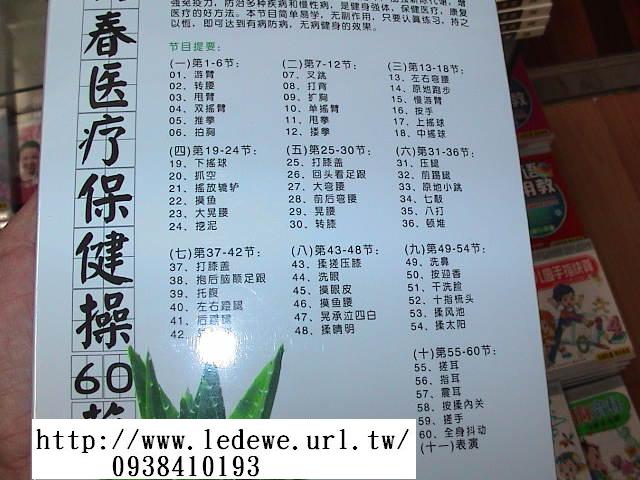 春医疗保健操
60
强免疫力，防治多种疾病和慢性病，是健身强体，保健医疗，康复
医疗的好方法。本节目简单易学，无副作用，只要认真练习，持之
以恒，即可达到有病防病，无病健身的效果。
节目提要：
(一)第1-6节：
01、游臂
02、转腰
03、甩臂
04、双摇臂
05、推拳
06、拍胸
(二)第7-12节：
07、叉跳
08、打背
09、扩胸
10、单摇臂
11、甩拳
12、搂拳
(三)第13-18节：
13、左右弯腰
14、原地跑步
15、慢游臂
16、按手
17、上摇球
18、中摇球
(四)第19-24节：
19、下摇球
20、抓空
21、摇放辘轳
22、摸鱼
23、大晃腰
24、挖泥
(五)第25-30节：
25、打膝盖
26、回头看足跟
27、大弯腰
28、前后弯腰
29、晃腰
30、转膝
(六)第31-36节：
31、压腿
32、前踢腿
33、原地小跳
34、七敲
35、八打
36、顿堆
(七)第37-42节：
37、打膝盖
38、抱后脑颠足跟
39、托腹
40、左右蹬腿
41、后踢腿
42、
(八)第43-48节：
43、揉搓压膝
44、洗眼
45、摸眼皮
46、摸鱼腰
47、晃承泣四白
48、揉睛明
(九)第49-54节：
49、洗鼻
50、按迎香
51、干洗脸
52、十指梳头
53、揉风池
54、揉太阳
(十)第55-60节：
55、搓耳
56、指耳
57、震耳
58、按揉内关
59、搓手
60、全身抖动
(十一)表演
http://www.ledewe.url.tw/
0938410193